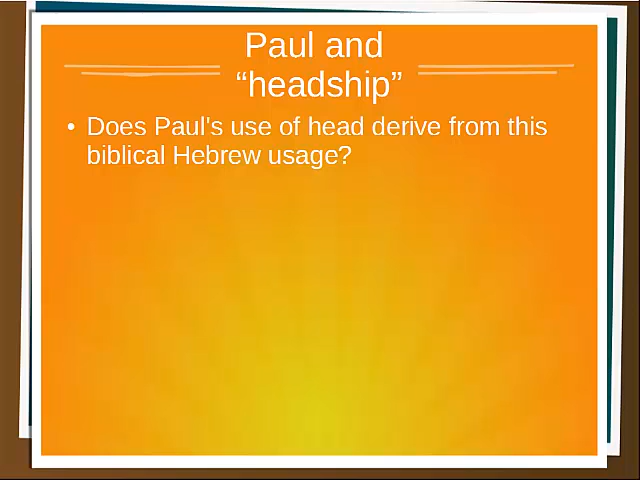 Paul and
“headship”
• Does Paul's use of head derive from this
biblical Hebrew usage?